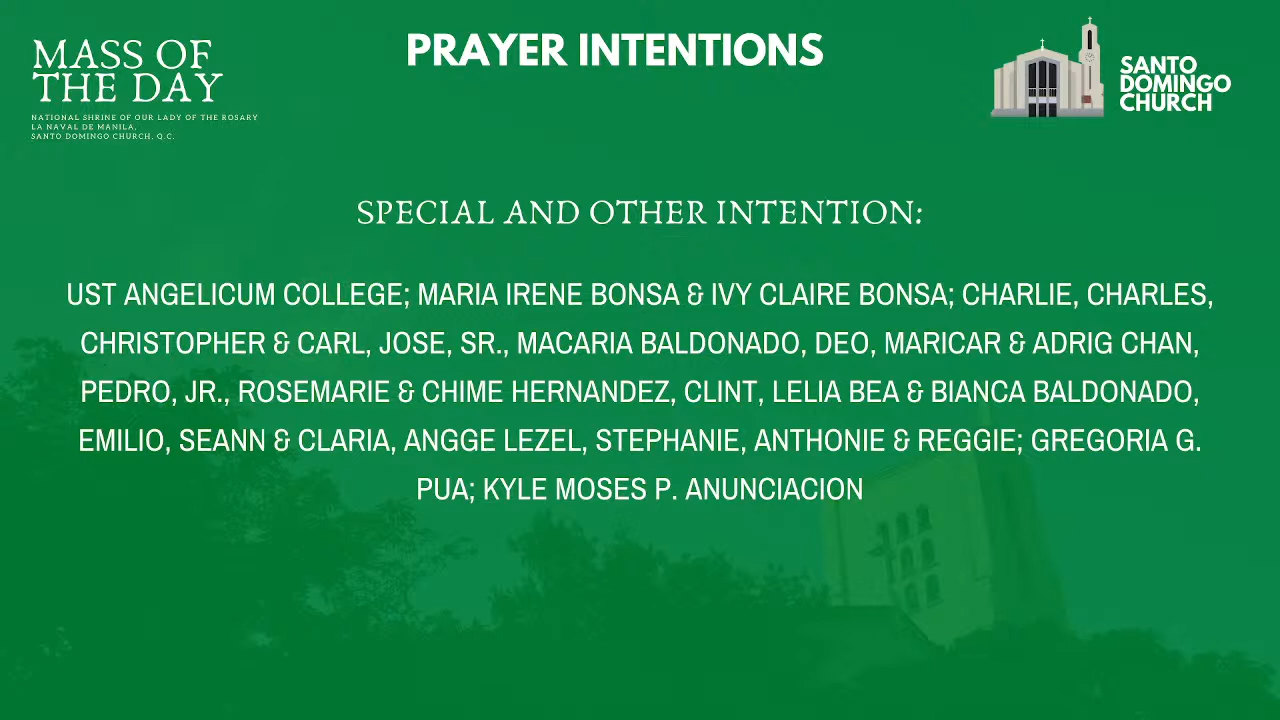 MASS OF
THE DAY
NATIONAL SHRINE OF OUR LADY OF THE ROSARY
LA NAVAL DE MANILA,
SANTO DOMINGO CHURCH, Q.C.
PRAYER INTENTIONS
SANTO
DOMINGO
CHURCH
SPECIAL AND OTHER INTENTION:
UST ANGELICUM COLLEGE; MARIA IRENE BONSA & IVY CLAIRE BONSA; CHARLIE, CHARLES,
CHRISTOPHER & CARL, JOSE, SR., MACARIA BALDONADO, DEO, MARICAR & ADRIG CHAN,
PEDRO, JR., ROSEMARIE & CHIME HERNANDEZ, CLINT, LELIA BEA & BIANCA BALDONADO,
EMILIO, SEANN & CLARIA, ANGGE LEZEL, STEPHANIE, ANTHONIE & REGGIE; GREGORIA G.
PUA; KYLE MOSES P. ANUNCIACION